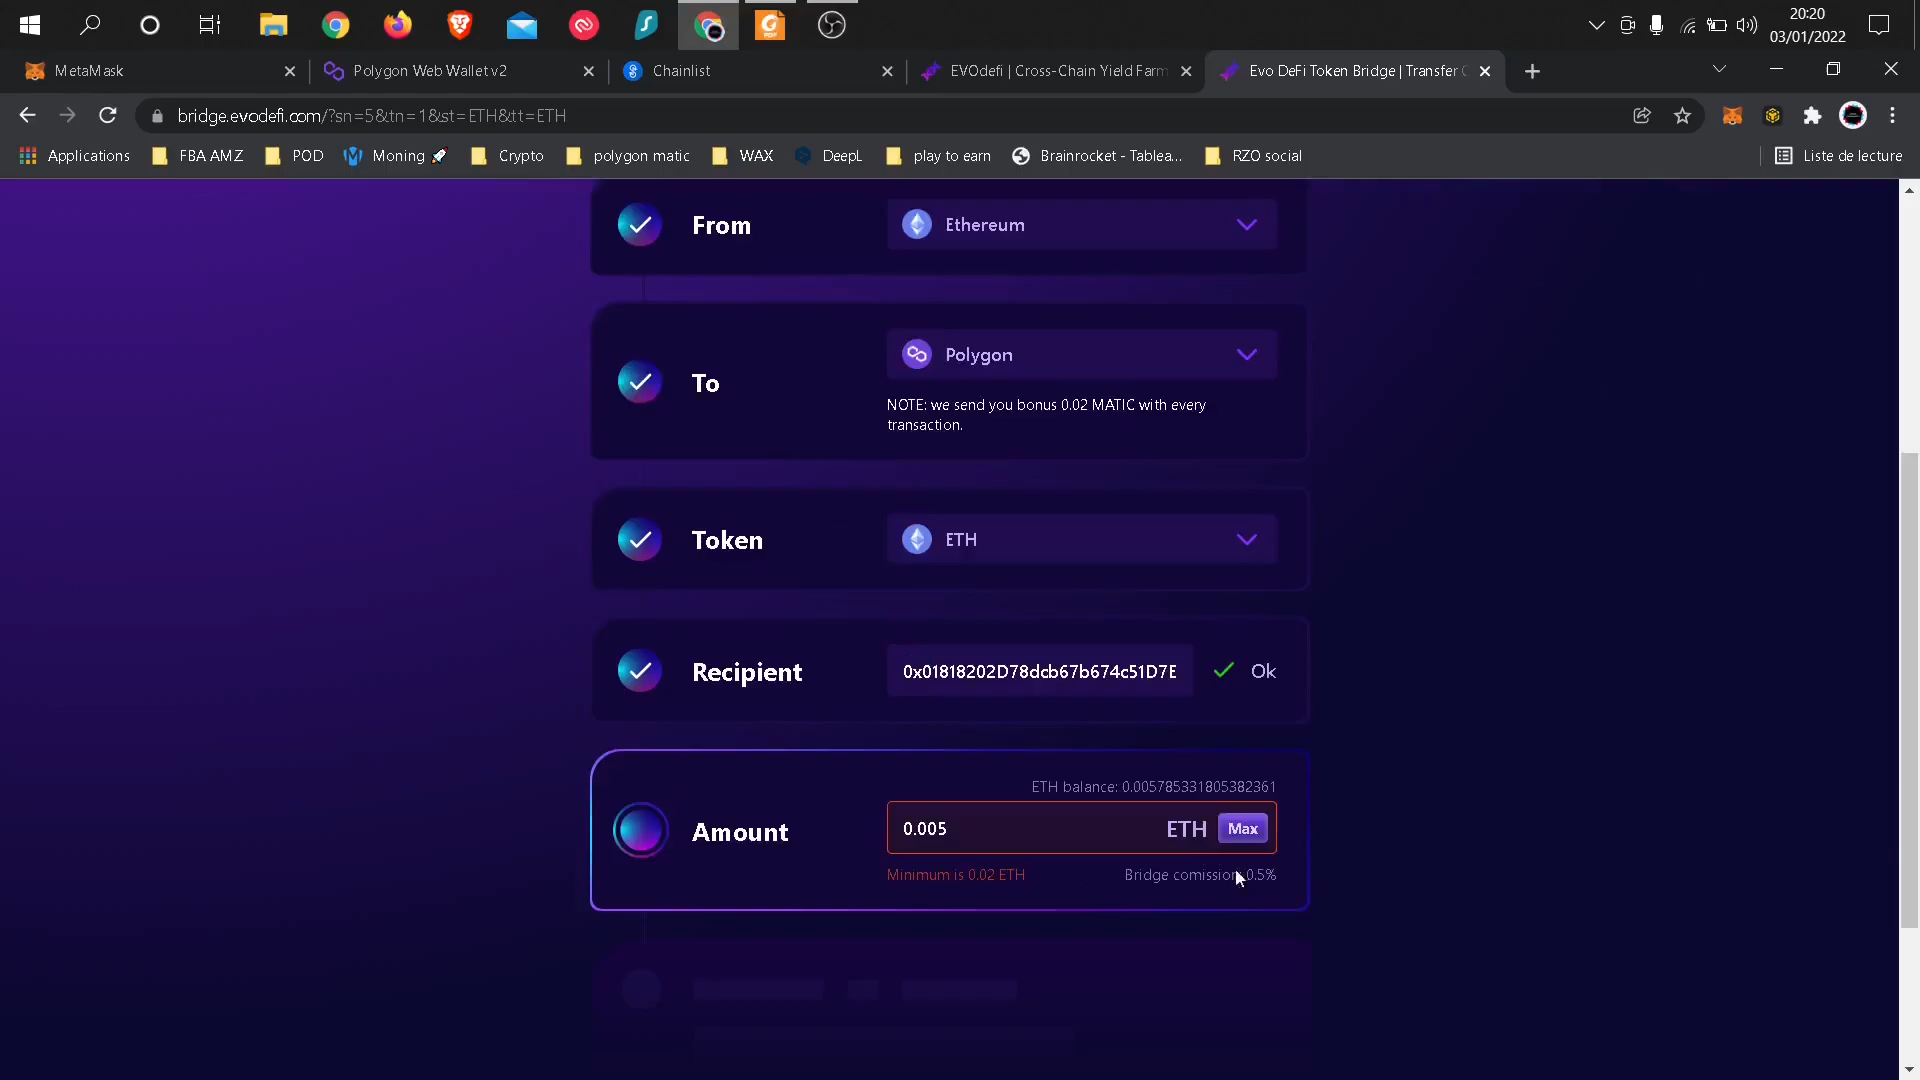 20:20
03/01/2022
MetaMask
Polygon Web Wallet v2
Chainlist
EVOdefi | Cross-Chain Yield Farm
Evo DeFi Token Bridge | Transfer C
bridge.evodefi.com/?sn=5&tn=1&st=ETH&tt=ETH
Applications
FBA AMZ
POD
Moning 🚀
Crypto
polygon matic
WAX
DeepL
play to earn
Brainrocket - Tablea...
RZO social
Liste de lecture
From
Ethereum
To
Polygon
NOTE: we send you bonus 0.02 MATIC with every
transaction.
Token
ETH
Recipient
0x01818202D78dcb67b674c51D7E
Ok
ETH balance: 0.005785331805382361
Amount
0.005
ETH
Max
Minimum is 0.02 ETH
Bridge comission: 0.5%